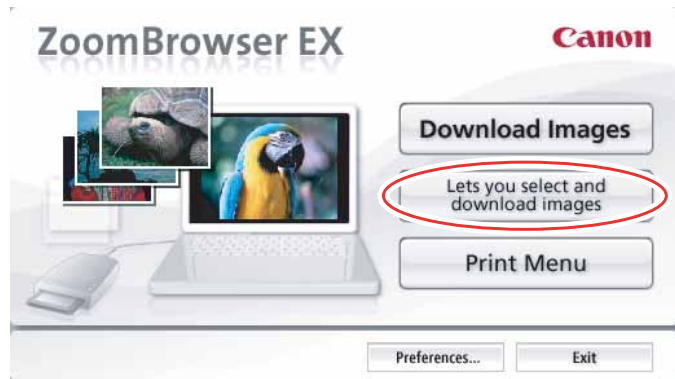 ZoomBrowser EX
Canon
Download Images
Lets you select and
download images
Print Menu
Preferences...
Exit